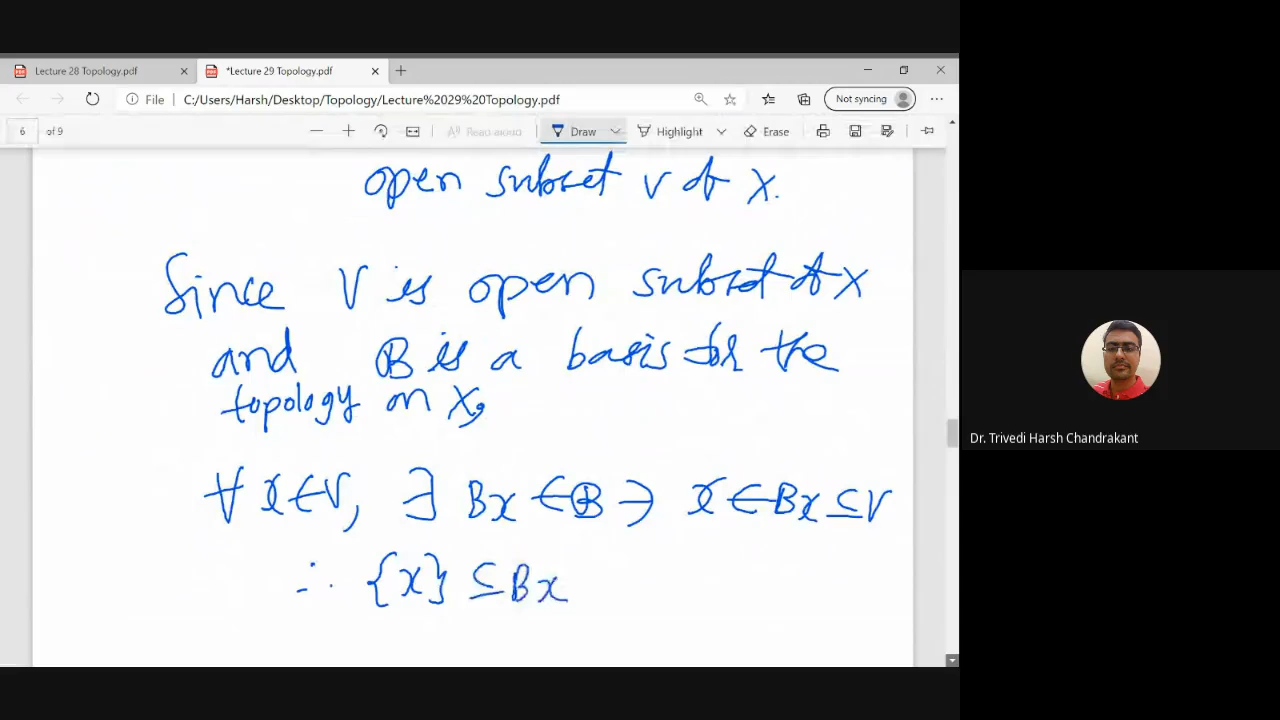 Lecture 28 Topology.pdf
*Lecture 29 Topology.pdf
File
C:/Users/Harsh/Desktop/Topology/Lecture%2029%20Topology.pdf
Not syncing
6 of 9
Read aloud
Draw
Highlight
Erase
open subset V of X.
Since V is open subset of X
and 𝔹 is a basis for the
topology on X,
∀ x∈V, ∃ Bx ∈ 𝔹 ∋ x ∈ Bx ⊆ V
∴ {x} ⊆ Bx
Dr. Trivedi Harsh Chandrakant